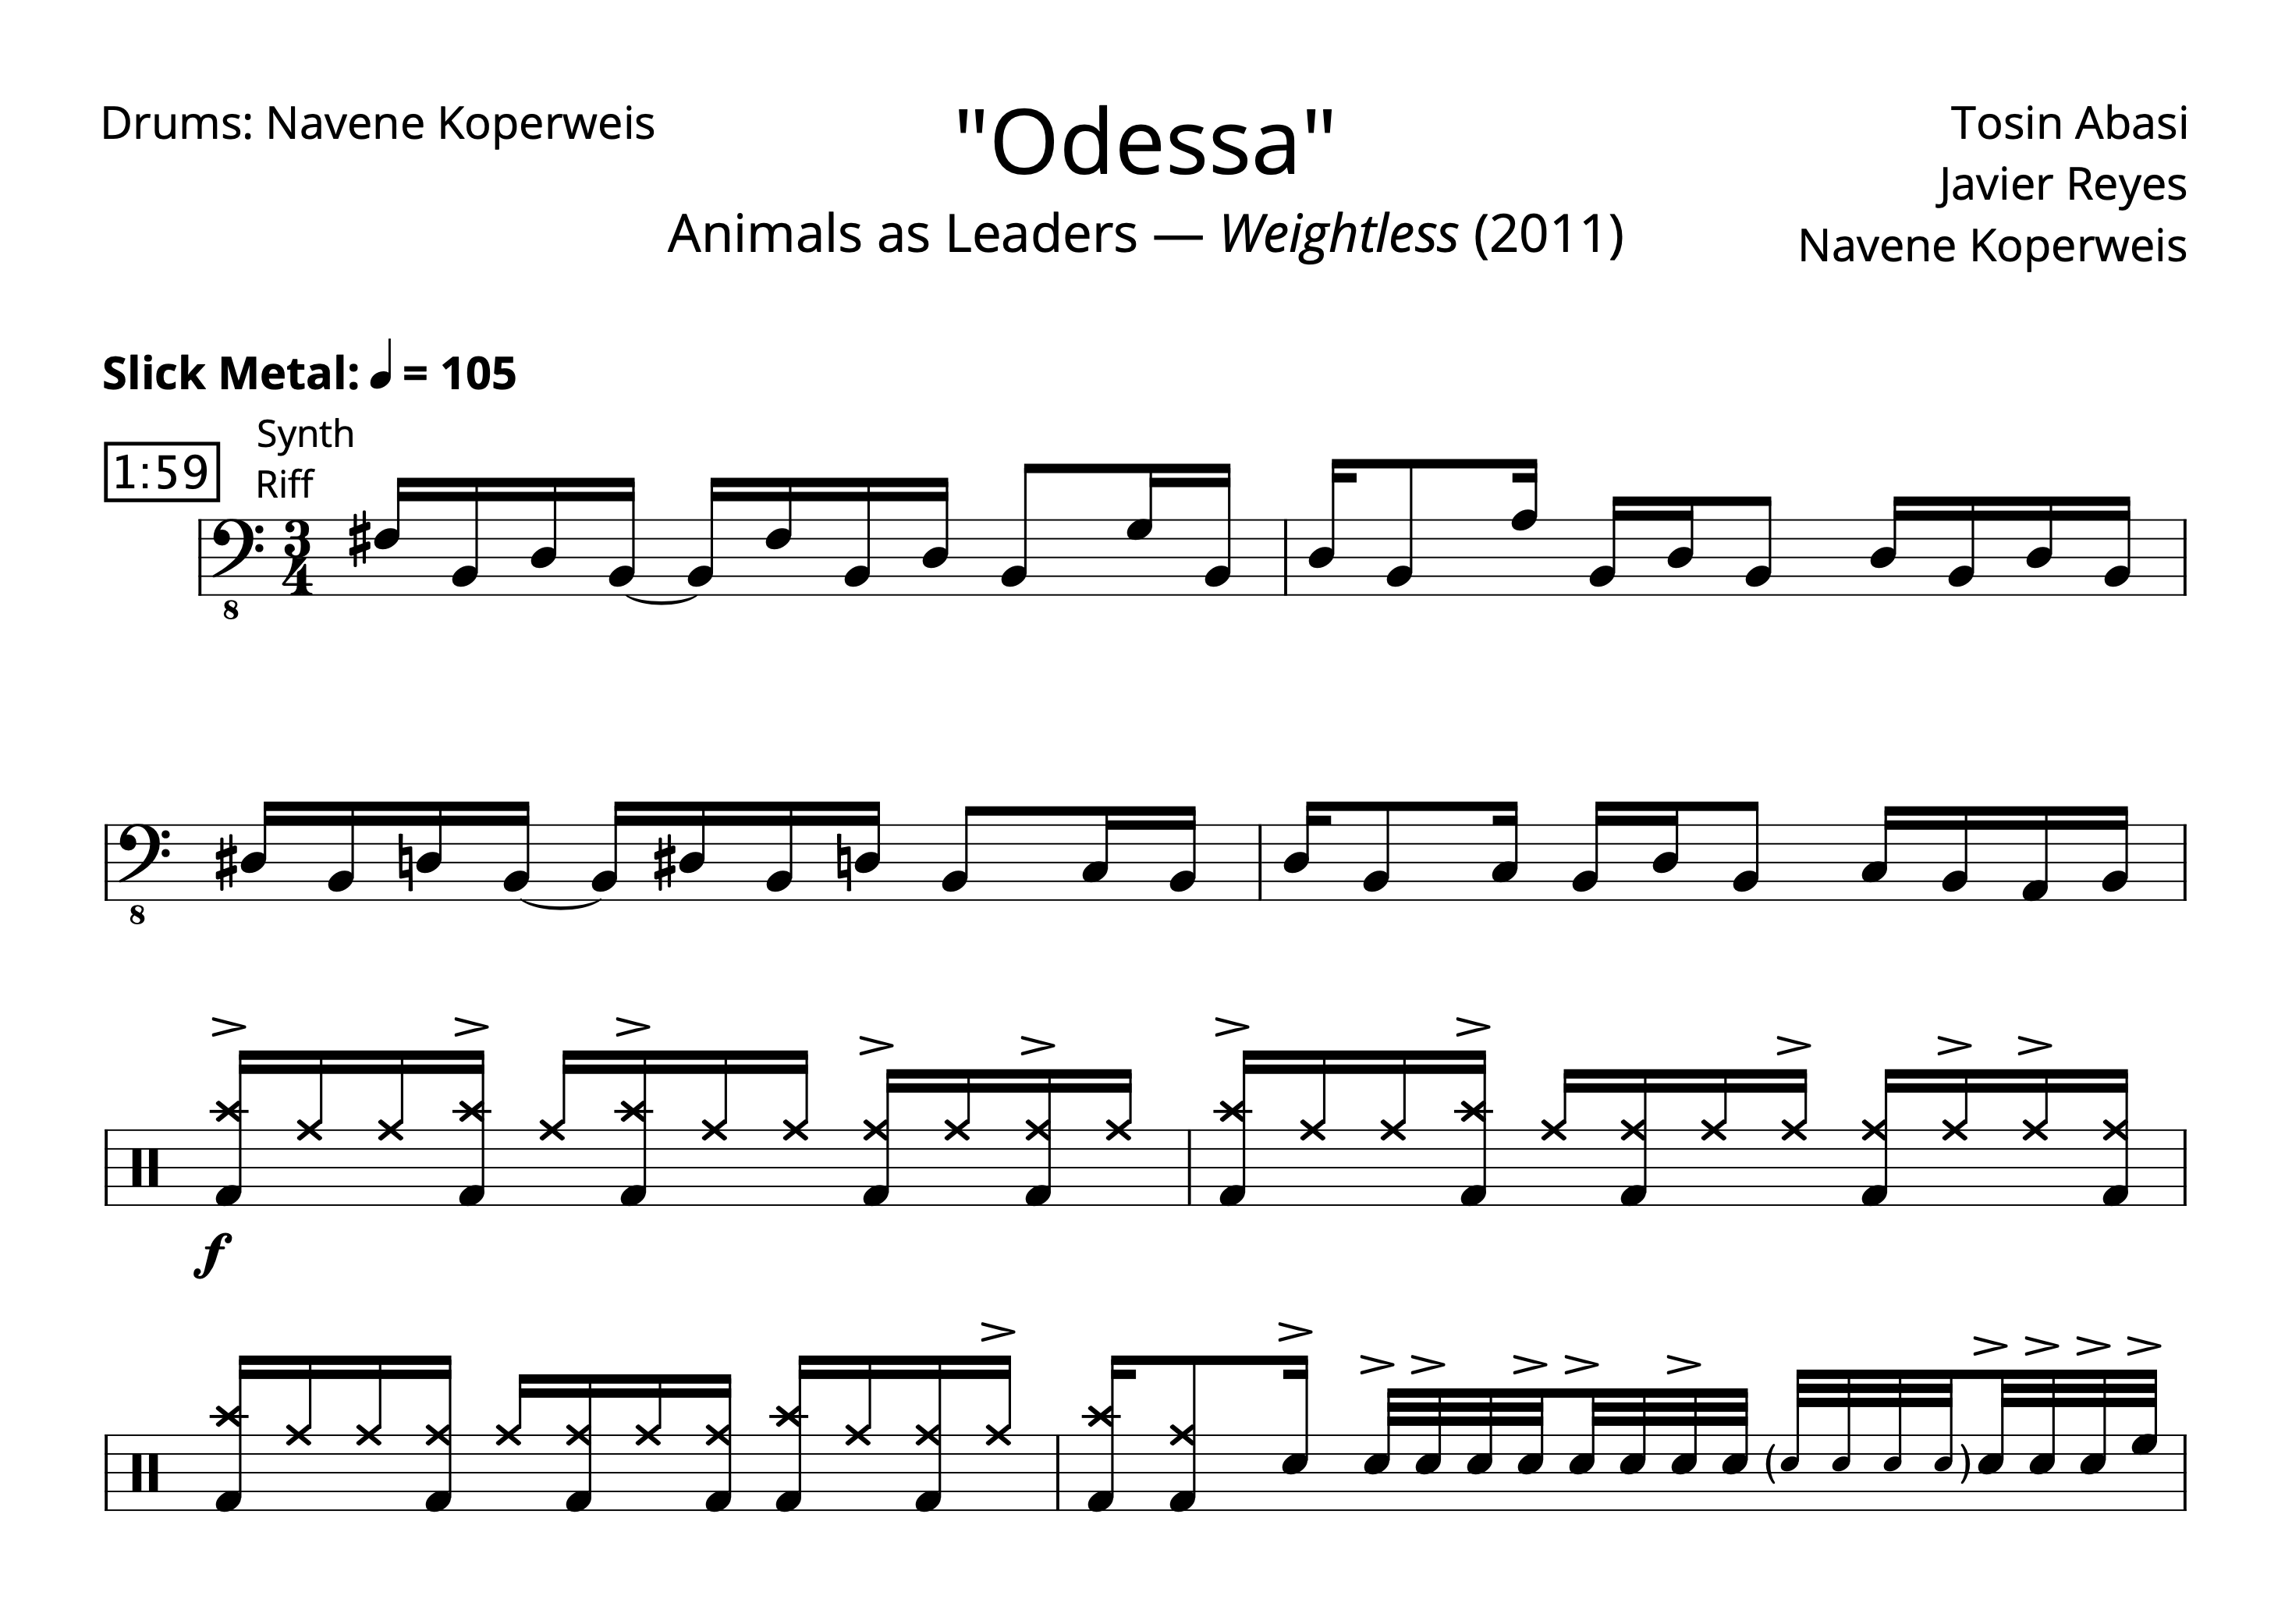 Drums: Navene Koperweis
"Odessa"
Animals as Leaders — Weightless (2011)
Tosin Abasi
Javier Reyes
Navene Koperweis
Slick Metal: ♩ = 105
1:59
Synth
Riff
3
4
8
8
f